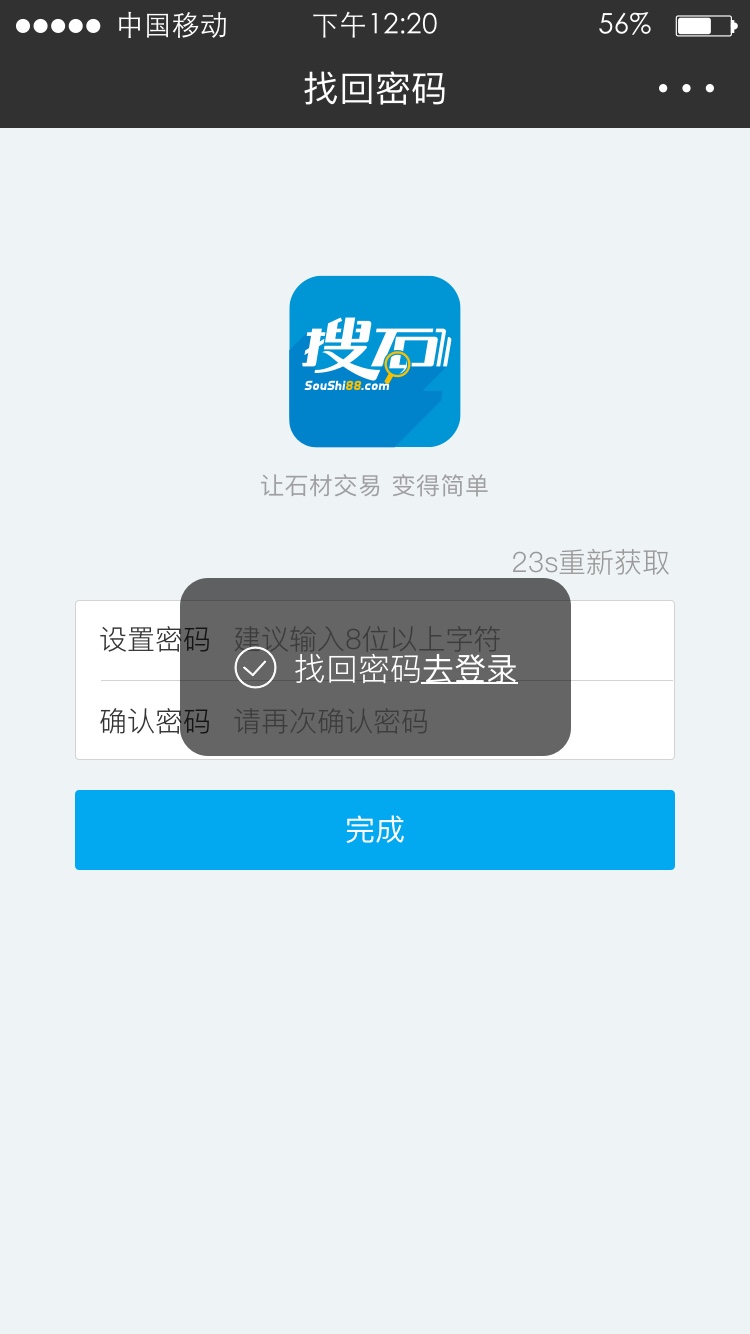 中国移动 下午12:20 56%
找回密码
搜石
SouShi88.com
让石材交易 变得简单
23s重新获取
设置密码 建议输入8位以上字符
找回密码去登录
确认密码 请再次确认密码
完成